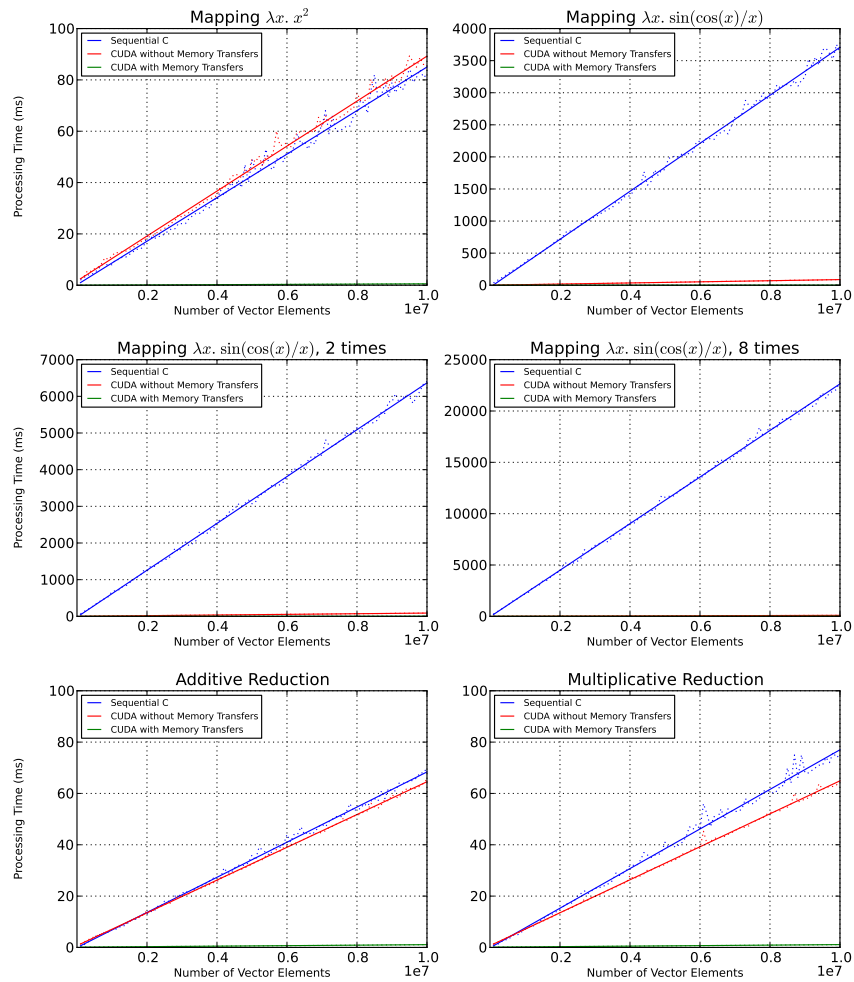 Mapping λx. x²
100
80
60
40
20
0
Processing Time (ms)
Sequential C
CUDA without Memory Transfers
CUDA with Memory Transfers
0.2 0.4 0.6 0.8 1.0
Number of Vector Elements
1e7
Mapping λx. sin(cos(x)/x)
4000
3500
3000
2500
2000
1500
1000
500
0
Sequential C
CUDA without Memory Transfers
CUDA with Memory Transfers
0.2 0.4 0.6 0.8 1.0
Number of Vector Elements
1e7
Mapping λx. sin(cos(x)/x), 2 times
7000
6000
5000
4000
3000
2000
1000
0
Processing Time (ms)
Sequential C
CUDA without Memory Transfers
CUDA with Memory Transfers
0.2 0.4 0.6 0.8 1.0
Number of Vector Elements
1e7
Mapping λx. sin(cos(x)/x), 8 times
25000
20000
15000
10000
5000
0
Sequential C
CUDA without Memory Transfers
CUDA with Memory Transfers
0.2 0.4 0.6 0.8 1.0
Number of Vector Elements
1e7
Additive Reduction
100
80
60
40
20
0
Processing Time (ms)
Sequential C
CUDA without Memory Transfers
CUDA with Memory Transfers
0.2 0.4 0.6 0.8 1.0
Number of Vector Elements
1e7
Multiplicative Reduction
100
80
60
40
20
0
Sequential C
CUDA without Memory Transfers
CUDA with Memory Transfers
0.2 0.4 0.6 0.8 1.0
Number of Vector Elements
1e7